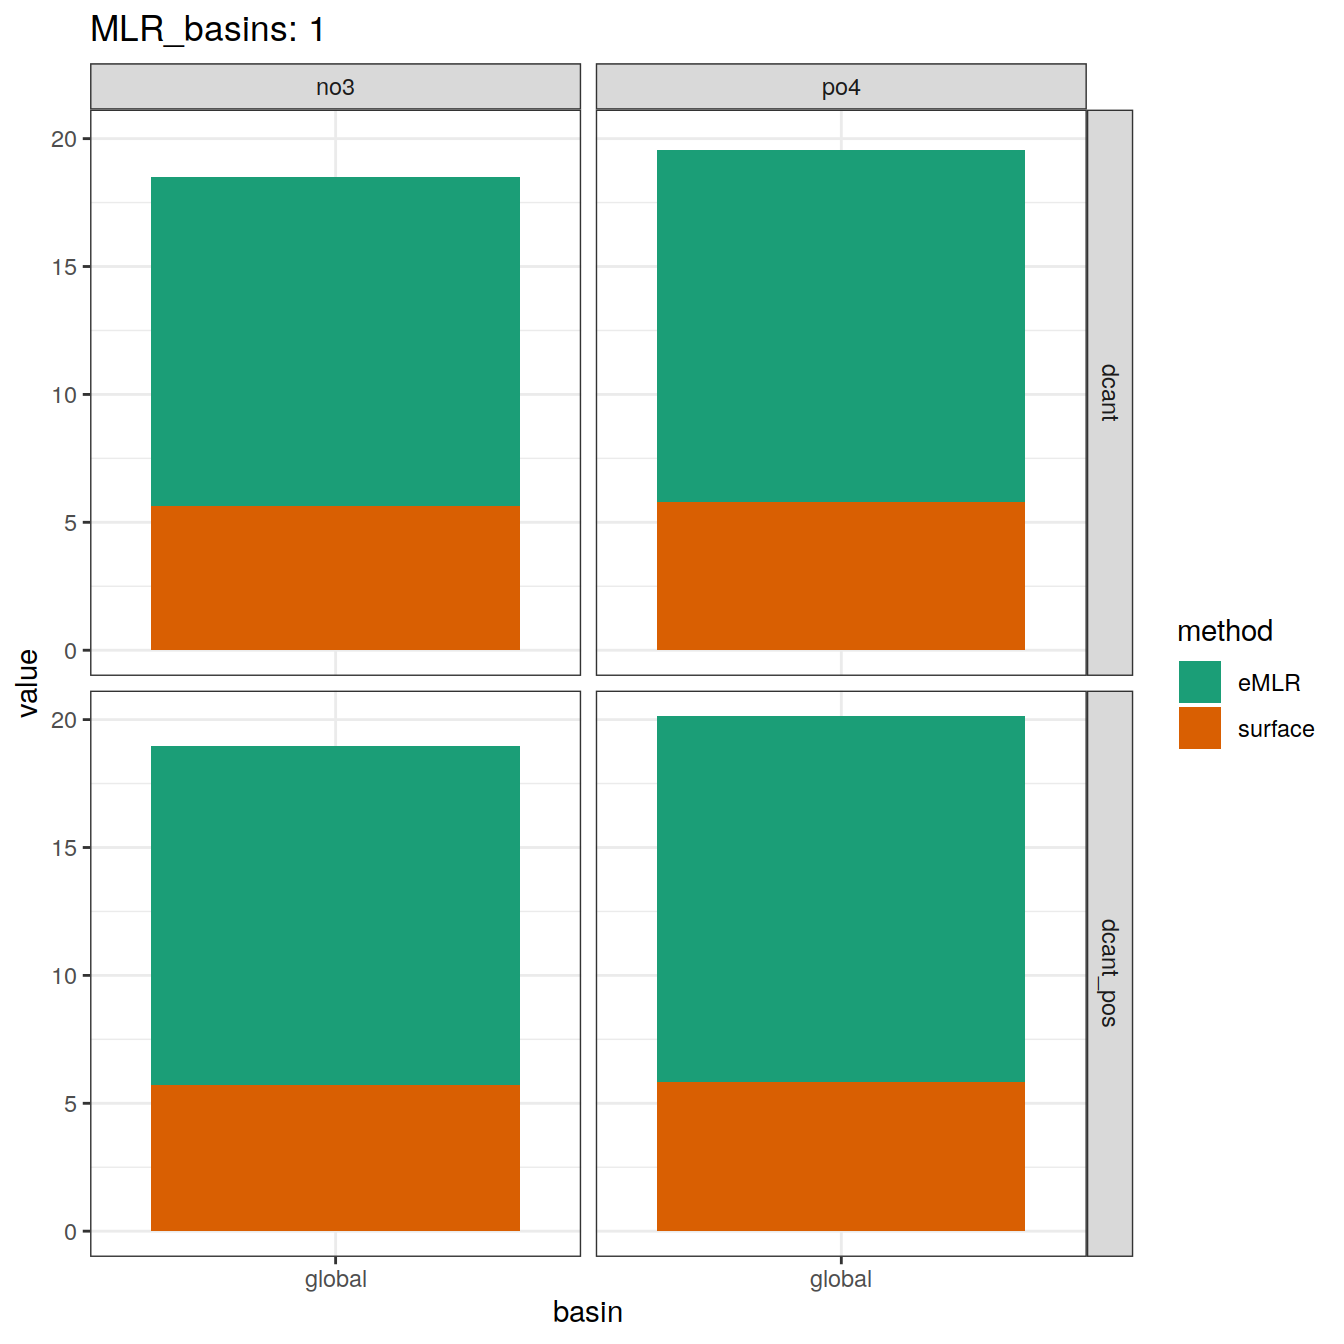 MLR_basins: 1
no3
po4
20
15
10
5
0
dcant
value
20
15
10
5
0
dcant_pos
method
eMLR
surface
global
global
basin